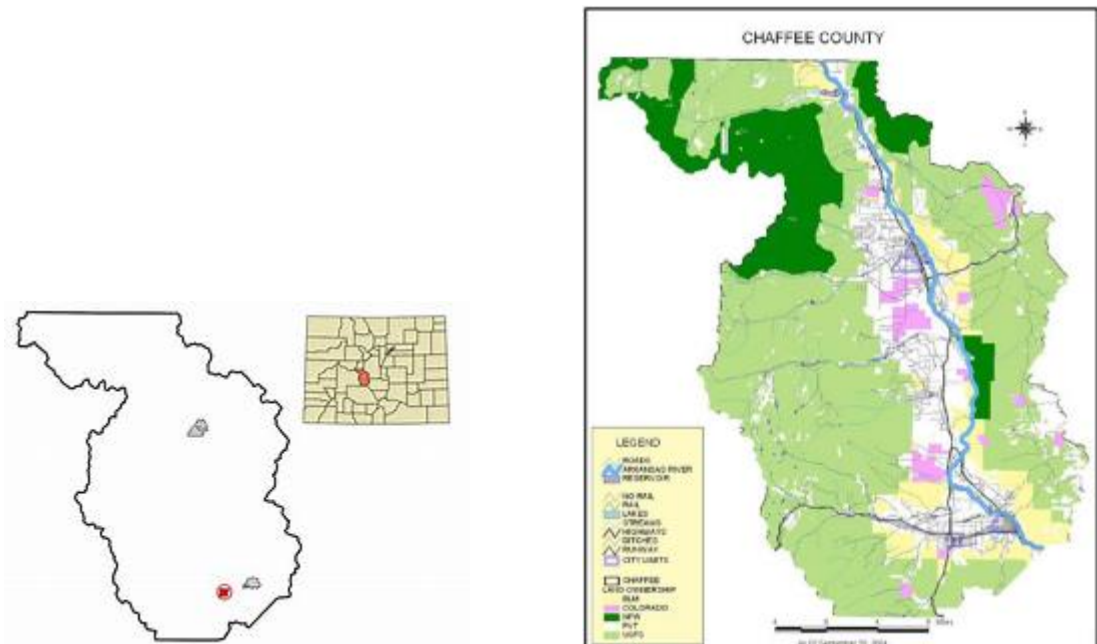 CHAFFEE COUNTY
LEGEND
ROADS
ARKANSAS RIVER
RESERVOIR
NO RAIL
RAIL
LAKES
STREAMS
HIGHWAYS
DITCHES
RUNWAY
CITY LIMITS
CHAFFEE
LAND OWNERSHIP
BLM
COLORADO
NFW
PVT
USFS